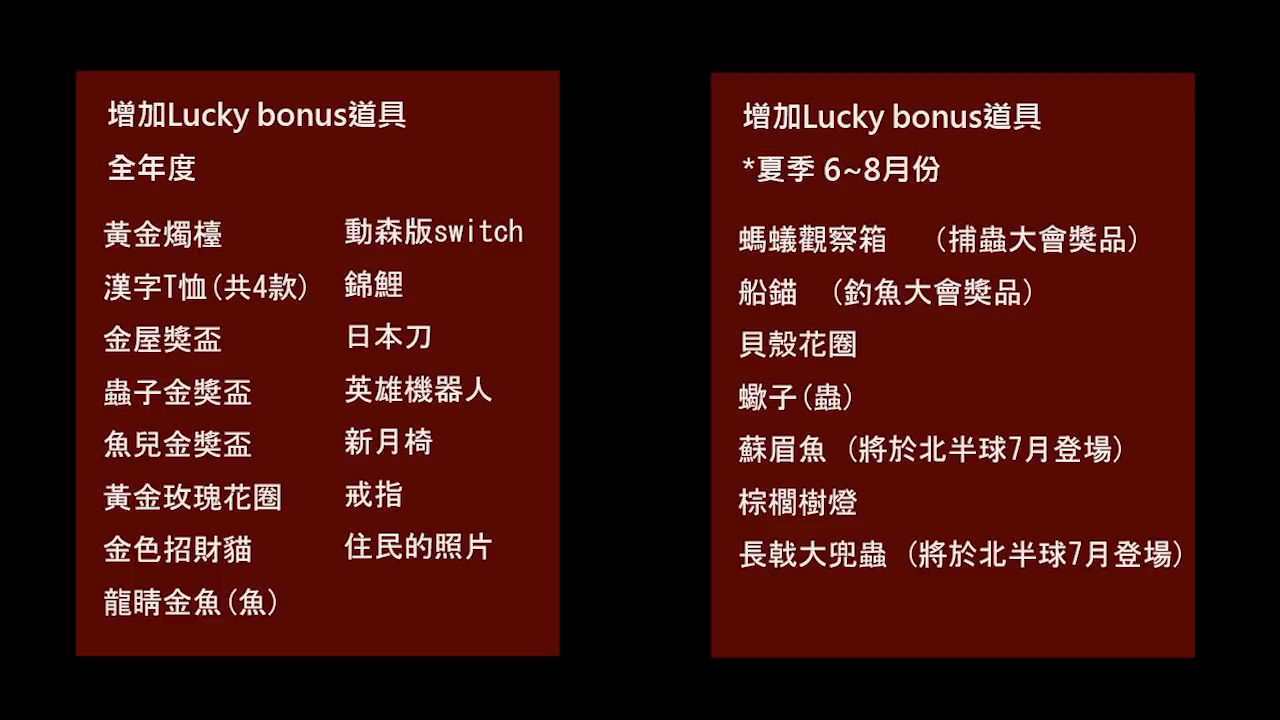 增加Lucky bonus道具
全年度
黃金燭檯
漢字T恤(共4款)
金屋獎盃
蟲子金獎盃
魚兒金獎盃
黃金玫瑰花圈
金色招財貓
龍睛金魚(魚)
動森版switch
錦鯉
日本刀
英雄機器人
新月椅
戒指
住民的照片
增加Lucky bonus道具
*夏季 6~8月份
螞蟻觀察箱 (捕蟲大會獎品)
船錨 (釣魚大會獎品)
貝殼花圈
蠍子(蟲)
蘇眉魚 (將於北半球7月登場)
棕櫚樹燈
長戟大兜蟲 (將於北半球7月登場)